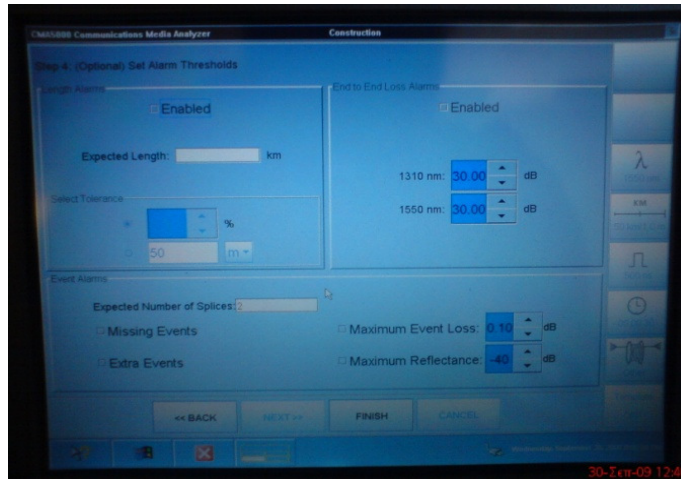 CMA5000 Communications Media Analyzer
Construction
Step 4: (Optional) Set Alarm Thresholds
Length Alarms
Enabled
Expected Length:
km
Select Tolerance
%
50
m
End to End Loss Alarms
Enabled
1310 nm: 30.00 dB
1550 nm: 30.00 dB
Event Alarms
Expected Number of Splices: 2
Missing Events
Extra Events
Maximum Event Loss: 0.10 dB
Maximum Reflectance: -40 dB
<< BACK
NEXT >>
FINISH
CANCEL
λ
KM
30-Σεπ-09 12:4